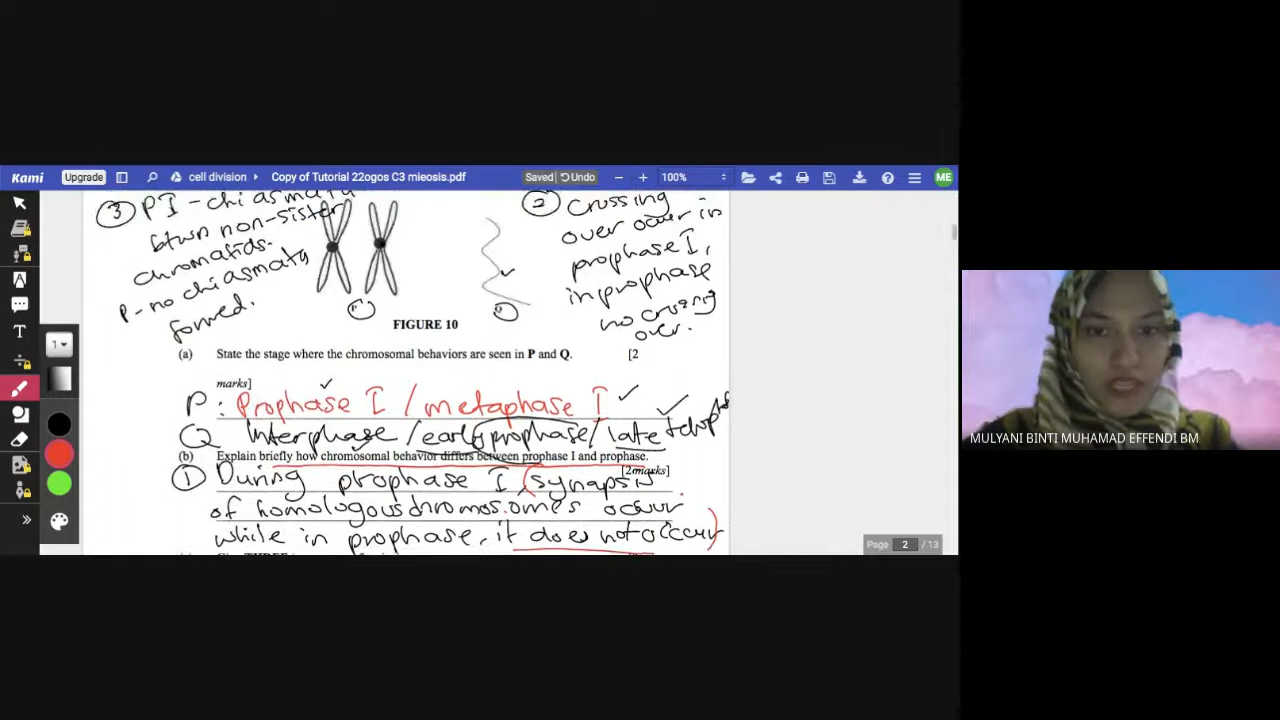 Kami
Upgrade
cell division
Copy of Tutorial 22ogos C3 mieosis.pdf
Saved
Undo
100%
ME
③ PI - chiasmata
btwn non-sister
chromatids.
P - no chiasmata
formed.
② Crossing
over occur in
prophase I,
in prophase
no crossing
over.
FIGURE 10
(a) State the stage where the chromosomal behaviors are seen in P and Q. [2
marks]
P : Prophase I / metaphase I
Q Interphase / early prophase / late
(b) Explain briefly how chromosomal behavior differs between prophase I and prophase.
[2 marks]
① During prophase I (synapsis
of homologous chromosomes occur
while in prophase, it does not occur)
T
1
Page 2 / 13
MULYANI BINTI MUHAMAD EFFENDI BM